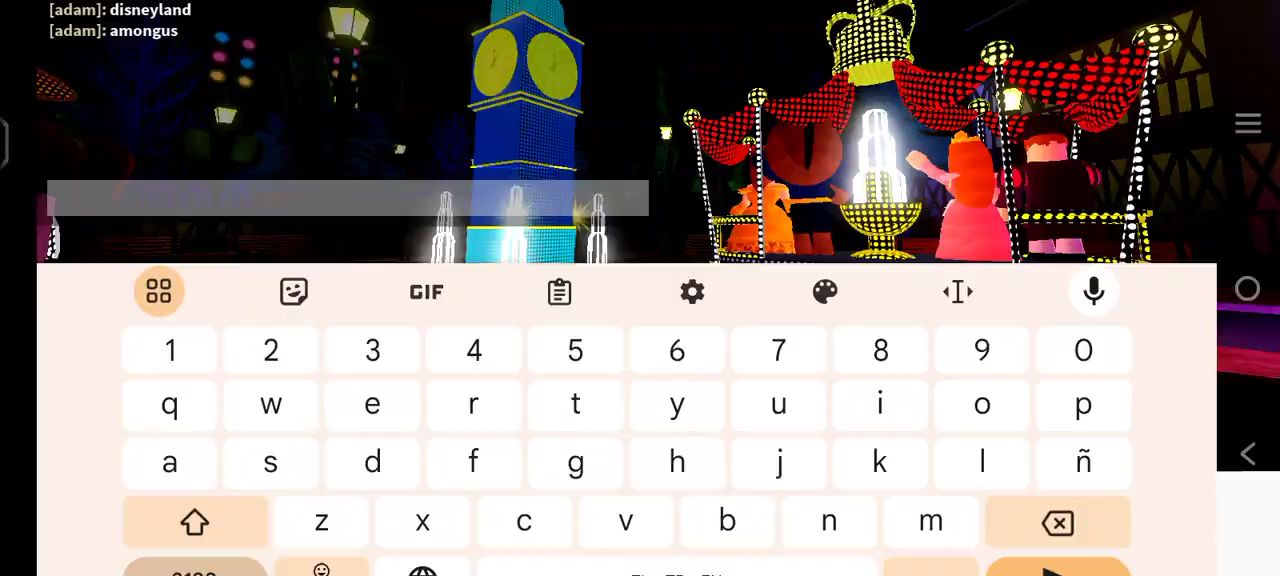 [adam]: disneyland
[adam]: amongus
GIF
1 2 3 4 5 6 7 8 9 0
q w e r t y u i o p
a s d f g h j k l ñ
z x c v b n m